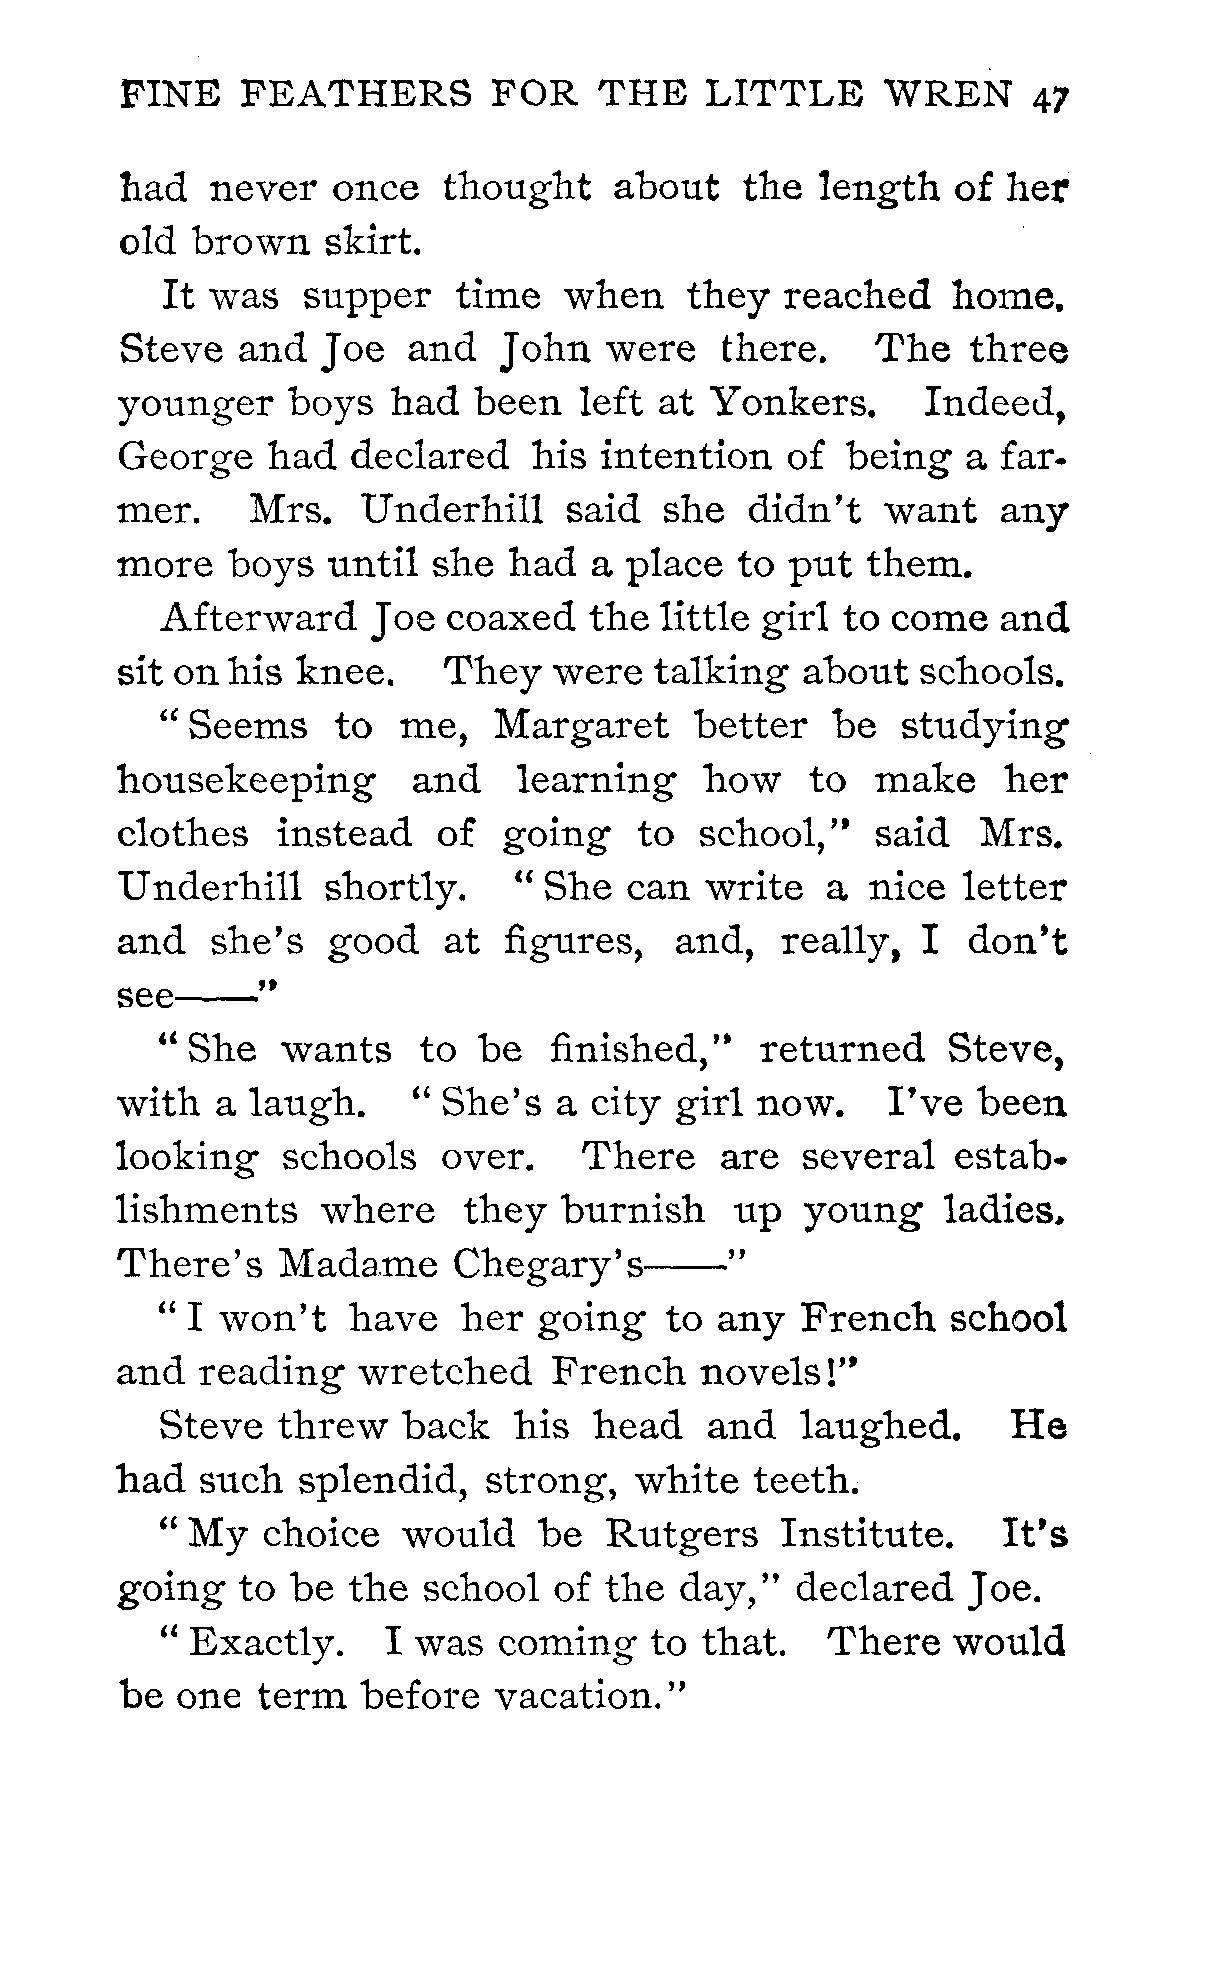 FINE FEATHERS FOR THE LITTLE WREN 47
had never once thought about the length of her
old brown skirt.
It was supper time when they reached home.
Steve and Joe and John were there. The three
younger boys had been left at Yonkers. Indeed,
George had declared his intention of being a far-
mer. Mrs. Underhill said she didn't want any
more boys until she had a place to put them.
Afterward Joe coaxed the little girl to come and
sit on his knee. They were talking about schools.
" Seems to me, Margaret better be studying
housekeeping and learning how to make her
clothes instead of going to school," said Mrs.
Underhill shortly. " She can write a nice letter
and she's good at figures, and, really, I don't
see——"
" She wants to be finished," returned Steve,
with a laugh. " She's a city girl now. I've been
looking schools over. There are several estab-
lishments where they burnish up young ladies.
There's Madame Chegary's——"
" I won't have her going to any French school
and reading wretched French novels!"
Steve threw back his head and laughed. He
had such splendid, strong, white teeth.
" My choice would be Rutgers Institute. It's
going to be the school of the day," declared Joe.
" Exactly. I was coming to that. There would
be one term before vacation."